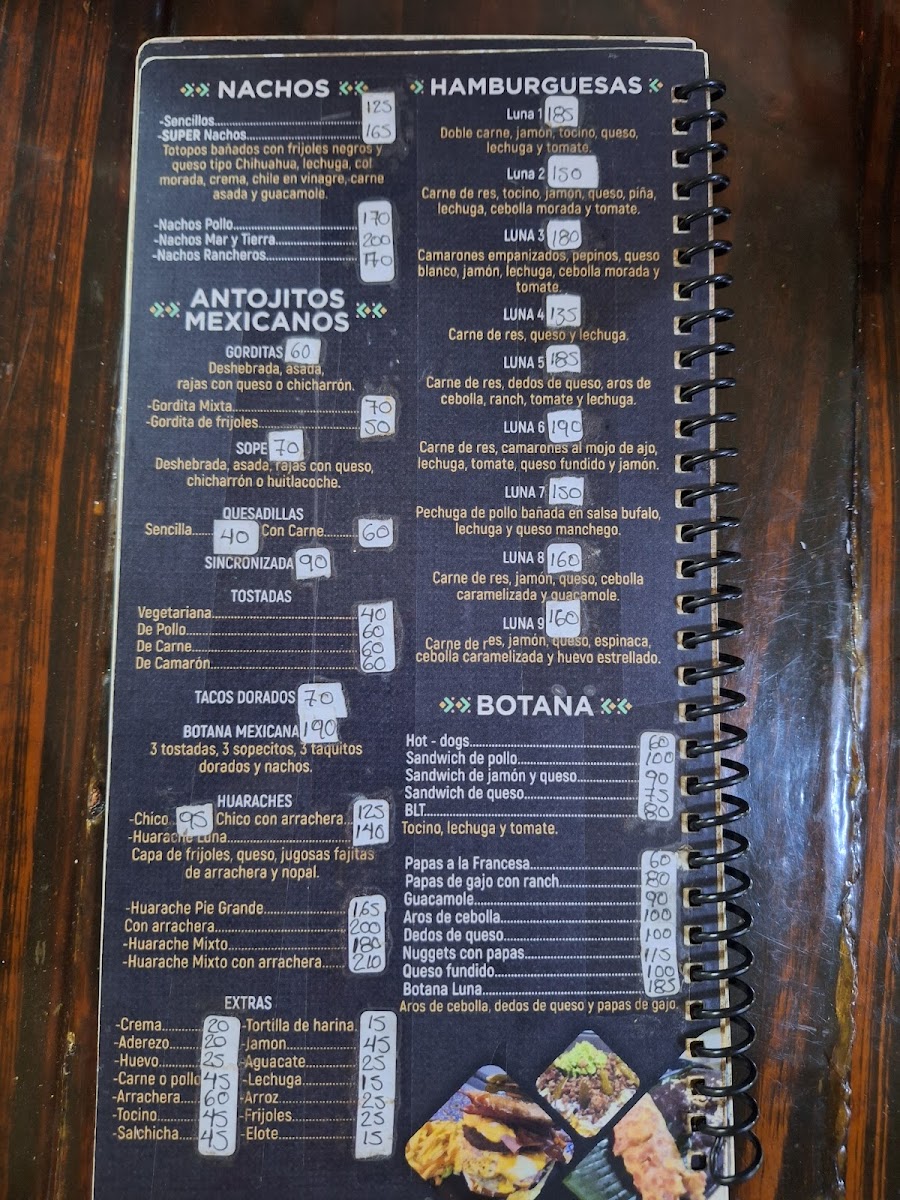 NACHOS
-Sencillos 125
-SUPER Nachos 165
Totopos bañados con frijoles negros y
queso tipo Chihuahua, lechuga, col
morada, crema, chile en vinagre, carne
asada y guacamole.
-Nachos Pollo 170
-Nachos Mar y Tierra 200
-Nachos Rancheros 170
ANTOJITOS
MEXICANOS
GORDITAS 60
Deshebrada, asada,
rajas con queso o chicharrón.
-Gordita Mixta 70
-Gordita de frijoles 50
SOPE 70
Deshebrada, asada, rajas con queso,
chicharrón o huitlacoche.
QUESADILLAS
Sencilla 40 Con Carne 60
SINCRONIZADA 90
TOSTADAS
Vegetariana 40
De Pollo 60
De Carne 60
De Camarón 60
TACOS DORADOS 70
BOTANA MEXICANA 190
3 tostadas, 3 sopecitos, 3 taquitos
dorados y nachos.
HUARACHES
-Chico 95 Chico con arrachera 125
-Huarache Luna 140
Capa de frijoles, queso, jugosas fajitas
de arrachera y nopal.
-Huarache Pie Grande 165
Con arrachera 200
-Huarache Mixto 180
-Huarache Mixto con arrachera 210
EXTRAS
-Crema 20 -Tortilla de harina 15
-Aderezo 20 -Jamon 45
-Huevo 25 -Aguacate 25
-Carne o pollo 45 -Lechuga 15
-Arrachera 60 -Arroz 25
-Tocino 45 -Frijoles 25
-Salchicha 45 -Elote 15
HAMBURGUESAS
Luna 1 185
Doble carne, jamón, tocino, queso,
lechuga y tomate.
Luna 2 150
Carne de res, tocino, jamón, queso, piña,
lechuga, cebolla morada y tomate.
LUNA 3 180
Camarones empanizados, pepinos, queso
blanco, jamón, lechuga, cebolla morada y
tomate.
LUNA 4 135
Carne de res, queso y lechuga.
LUNA 5 185
Carne de res, dedos de queso, aros de
cebolla, ranch, tomate y lechuga.
LUNA 6 190
Carne de res, camarones al mojo de ajo,
lechuga, tomate, queso fundido y jamón.
LUNA 7 150
Pechuga de pollo bañada en salsa bufalo,
lechuga y queso manchego.
LUNA 8 160
Carne de res, jamón, queso, cebolla
caramelizada y guacamole.
LUNA 9 160
Carne de res, jamón, queso, espinaca,
cebolla caramelizada y huevo estrellado.
BOTANA
Hot - dogs 60
Sandwich de pollo 100
Sandwich de jamón y queso 90
Sandwich de queso 75
BLT 80
Tocino, lechuga y tomate.
Papas a la Francesa 60
Papas de gajo con ranch 80
Guacamole 90
Aros de cebolla 100
Dedos de queso 100
Nuggets con papas 115
Queso fundido 100
Botana Luna 185
Aros de cebolla, dedos de queso y papas de gajo.